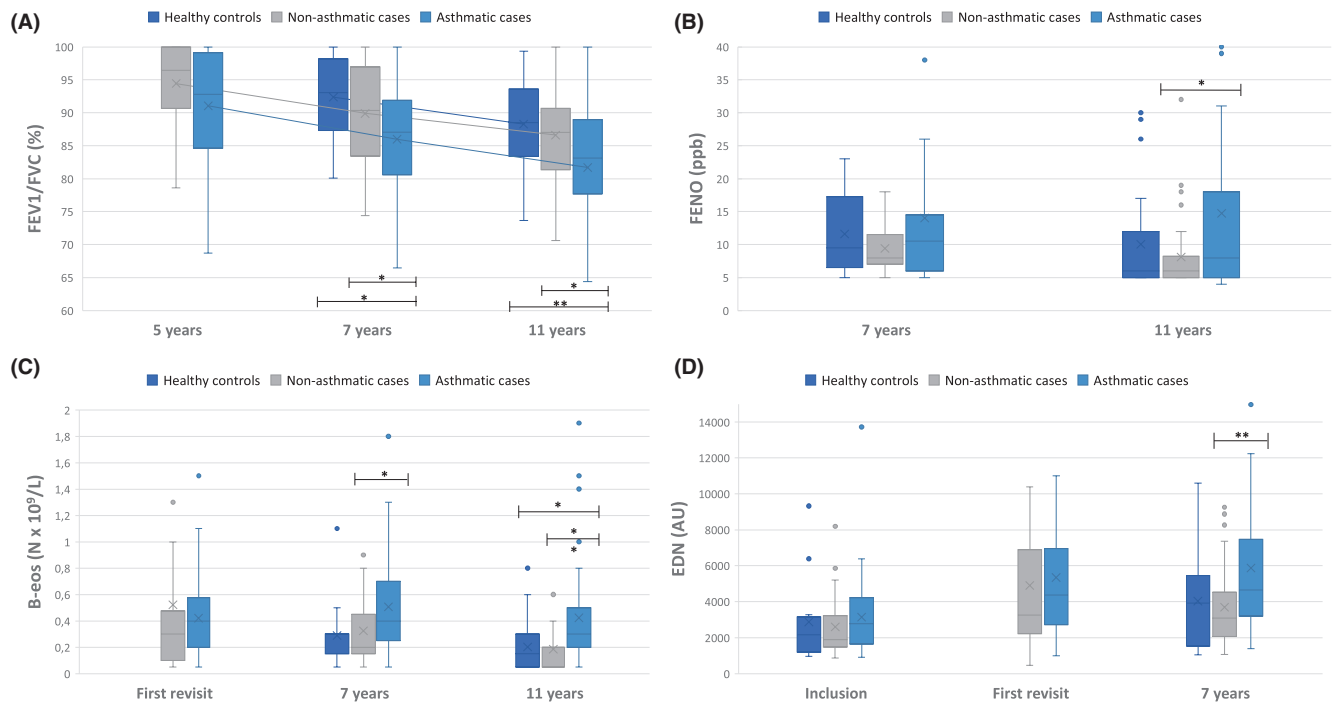 (A)
Healthy controls Non-asthmatic cases Asthmatic cases
FEV1/FVC (%)
100
95
90
85
80
75
70
65
60
*
*
*
**
5 years 7 years 11 years
(B)
Healthy controls Non-asthmatic cases Asthmatic cases
FENO (ppb)
40
35
30
25
20
15
10
5
0
*
7 years 11 years
(C)
Healthy controls Non-asthmatic cases Asthmatic cases
B-eos (N x 10⁹/L)
2
1,8
1,6
1,4
1,2
1
0,8
0,6
0,4
0,2
0
*
*
*
*
First revisit 7 years 11 years
(D)
Healthy controls Non-asthmatic cases Asthmatic cases
EDN (AU)
14000
12000
10000
8000
6000
4000
2000
0
**
Inclusion First revisit 7 years